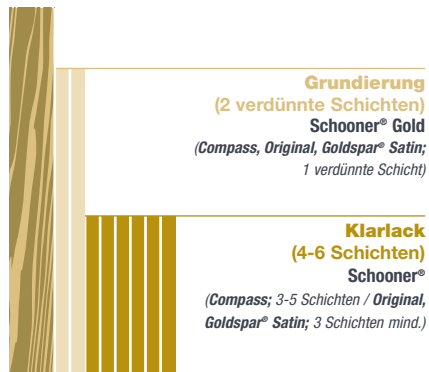 Grundierung
(2 verdünnte Schichten)
Schooner® Gold
(Compass, Original, Goldspar® Satin;
1 verdünnte Schicht)
Klarlack
(4-6 Schichten)
Schooner®
(Compass; 3-5 Schichten / Original,
Goldspar® Satin; 3 Schichten mind.)